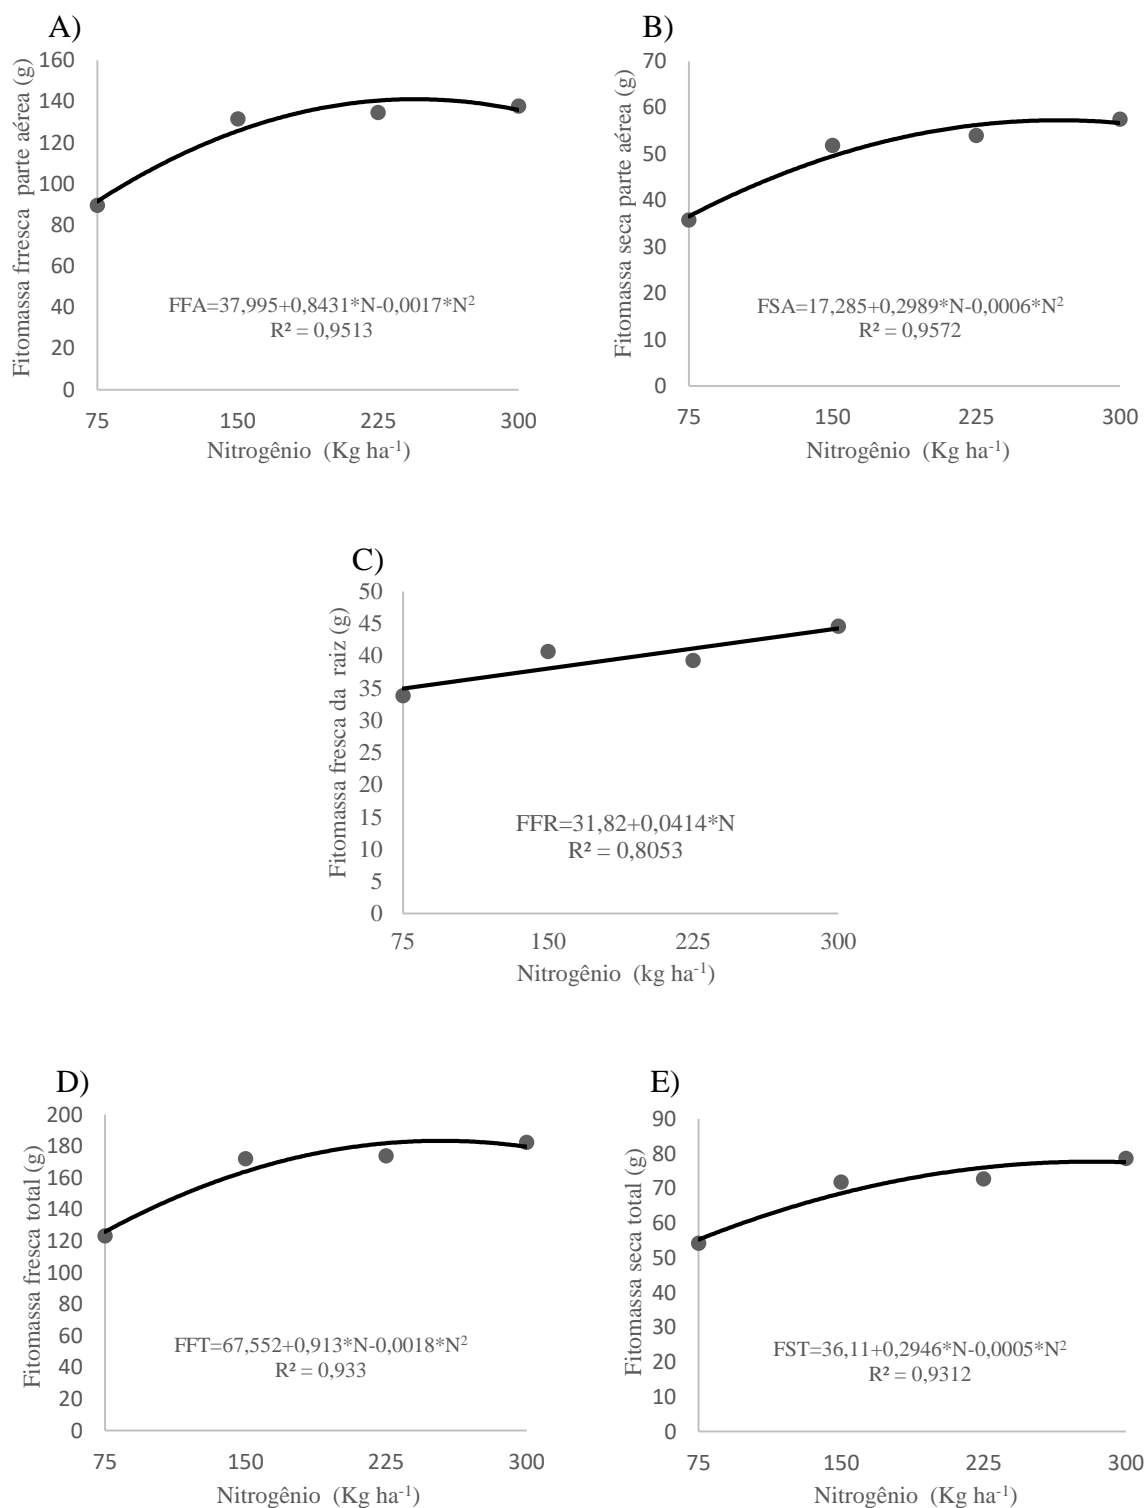 A)
Fitomassa frresca parte aérea (g)
160
140
120
100
80
60
40
20
0
FFA=37,995+0,8431*N-0,0017*N²
R² = 0,9513
75 150 225 300
Nitrogênio (Kg ha⁻¹)
B)
Fitomassa seca parte aérea (g)
70
60
50
40
30
20
10
0
FSA=17,285+0,2989*N-0,0006*N²
R² = 0,9572
75 150 225 300
Nitrogênio (Kg ha⁻¹)
C)
Fitomassa fresca da raiz (g)
50
45
40
35
30
25
20
15
10
5
0
FFR=31,82+0,0414*N
R² = 0,8053
75 150 225 300
Nitrogênio (kg ha⁻¹)
D)
Fitomassa fresca total (g)
200
180
160
140
120
100
80
60
40
20
0
FFT=67,552+0,913*N-0,0018*N²
R² = 0,933
75 150 225 300
Nitrogênio (Kg ha⁻¹)
E)
Fitomassa seca total (g)
90
80
70
60
50
40
30
20
10
0
FST=36,11+0,2946*N-0,0005*N²
R² = 0,9312
75 150 225 300
Nitrogênio (Kg ha⁻¹)